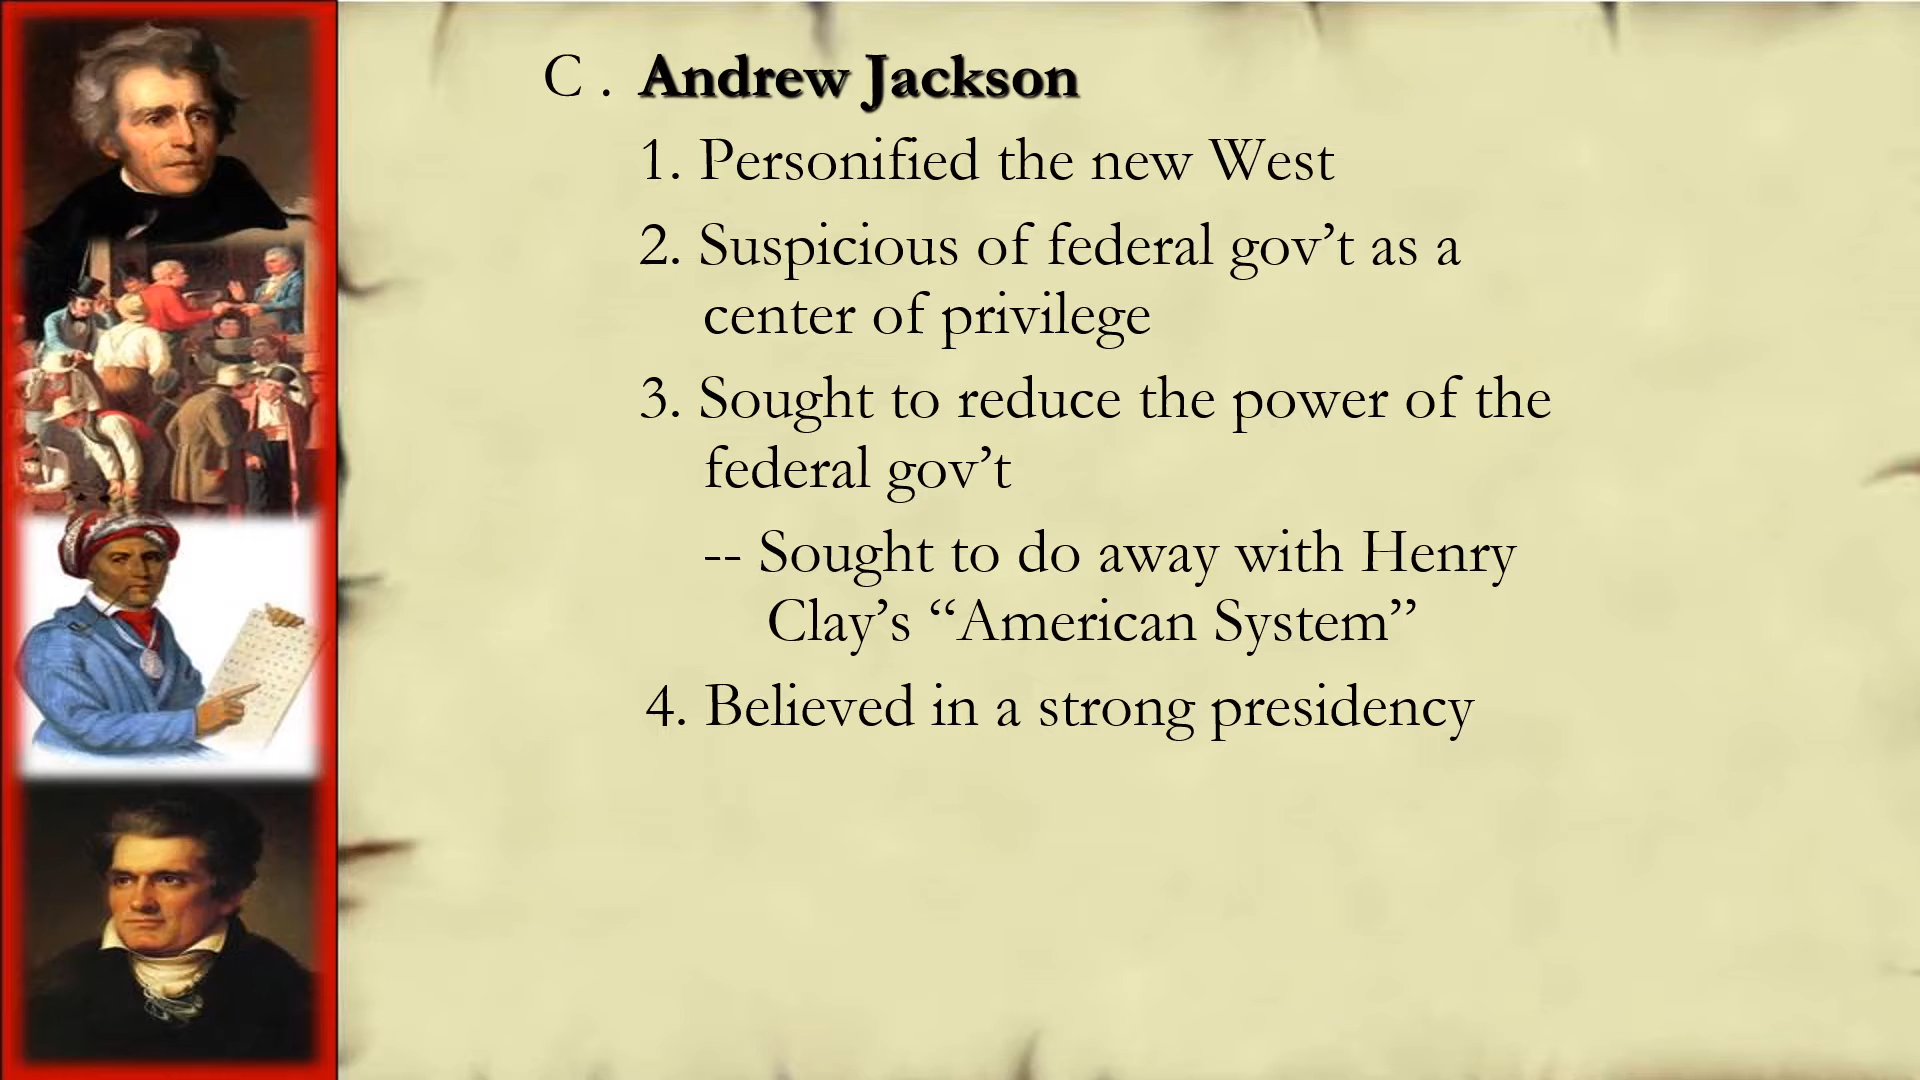 C . Andrew Jackson
1. Personified the new West
2. Suspicious of federal gov’t as a
center of privilege
3. Sought to reduce the power of the
federal gov’t
-- Sought to do away with Henry
Clay’s “American System”
4. Believed in a strong presidency